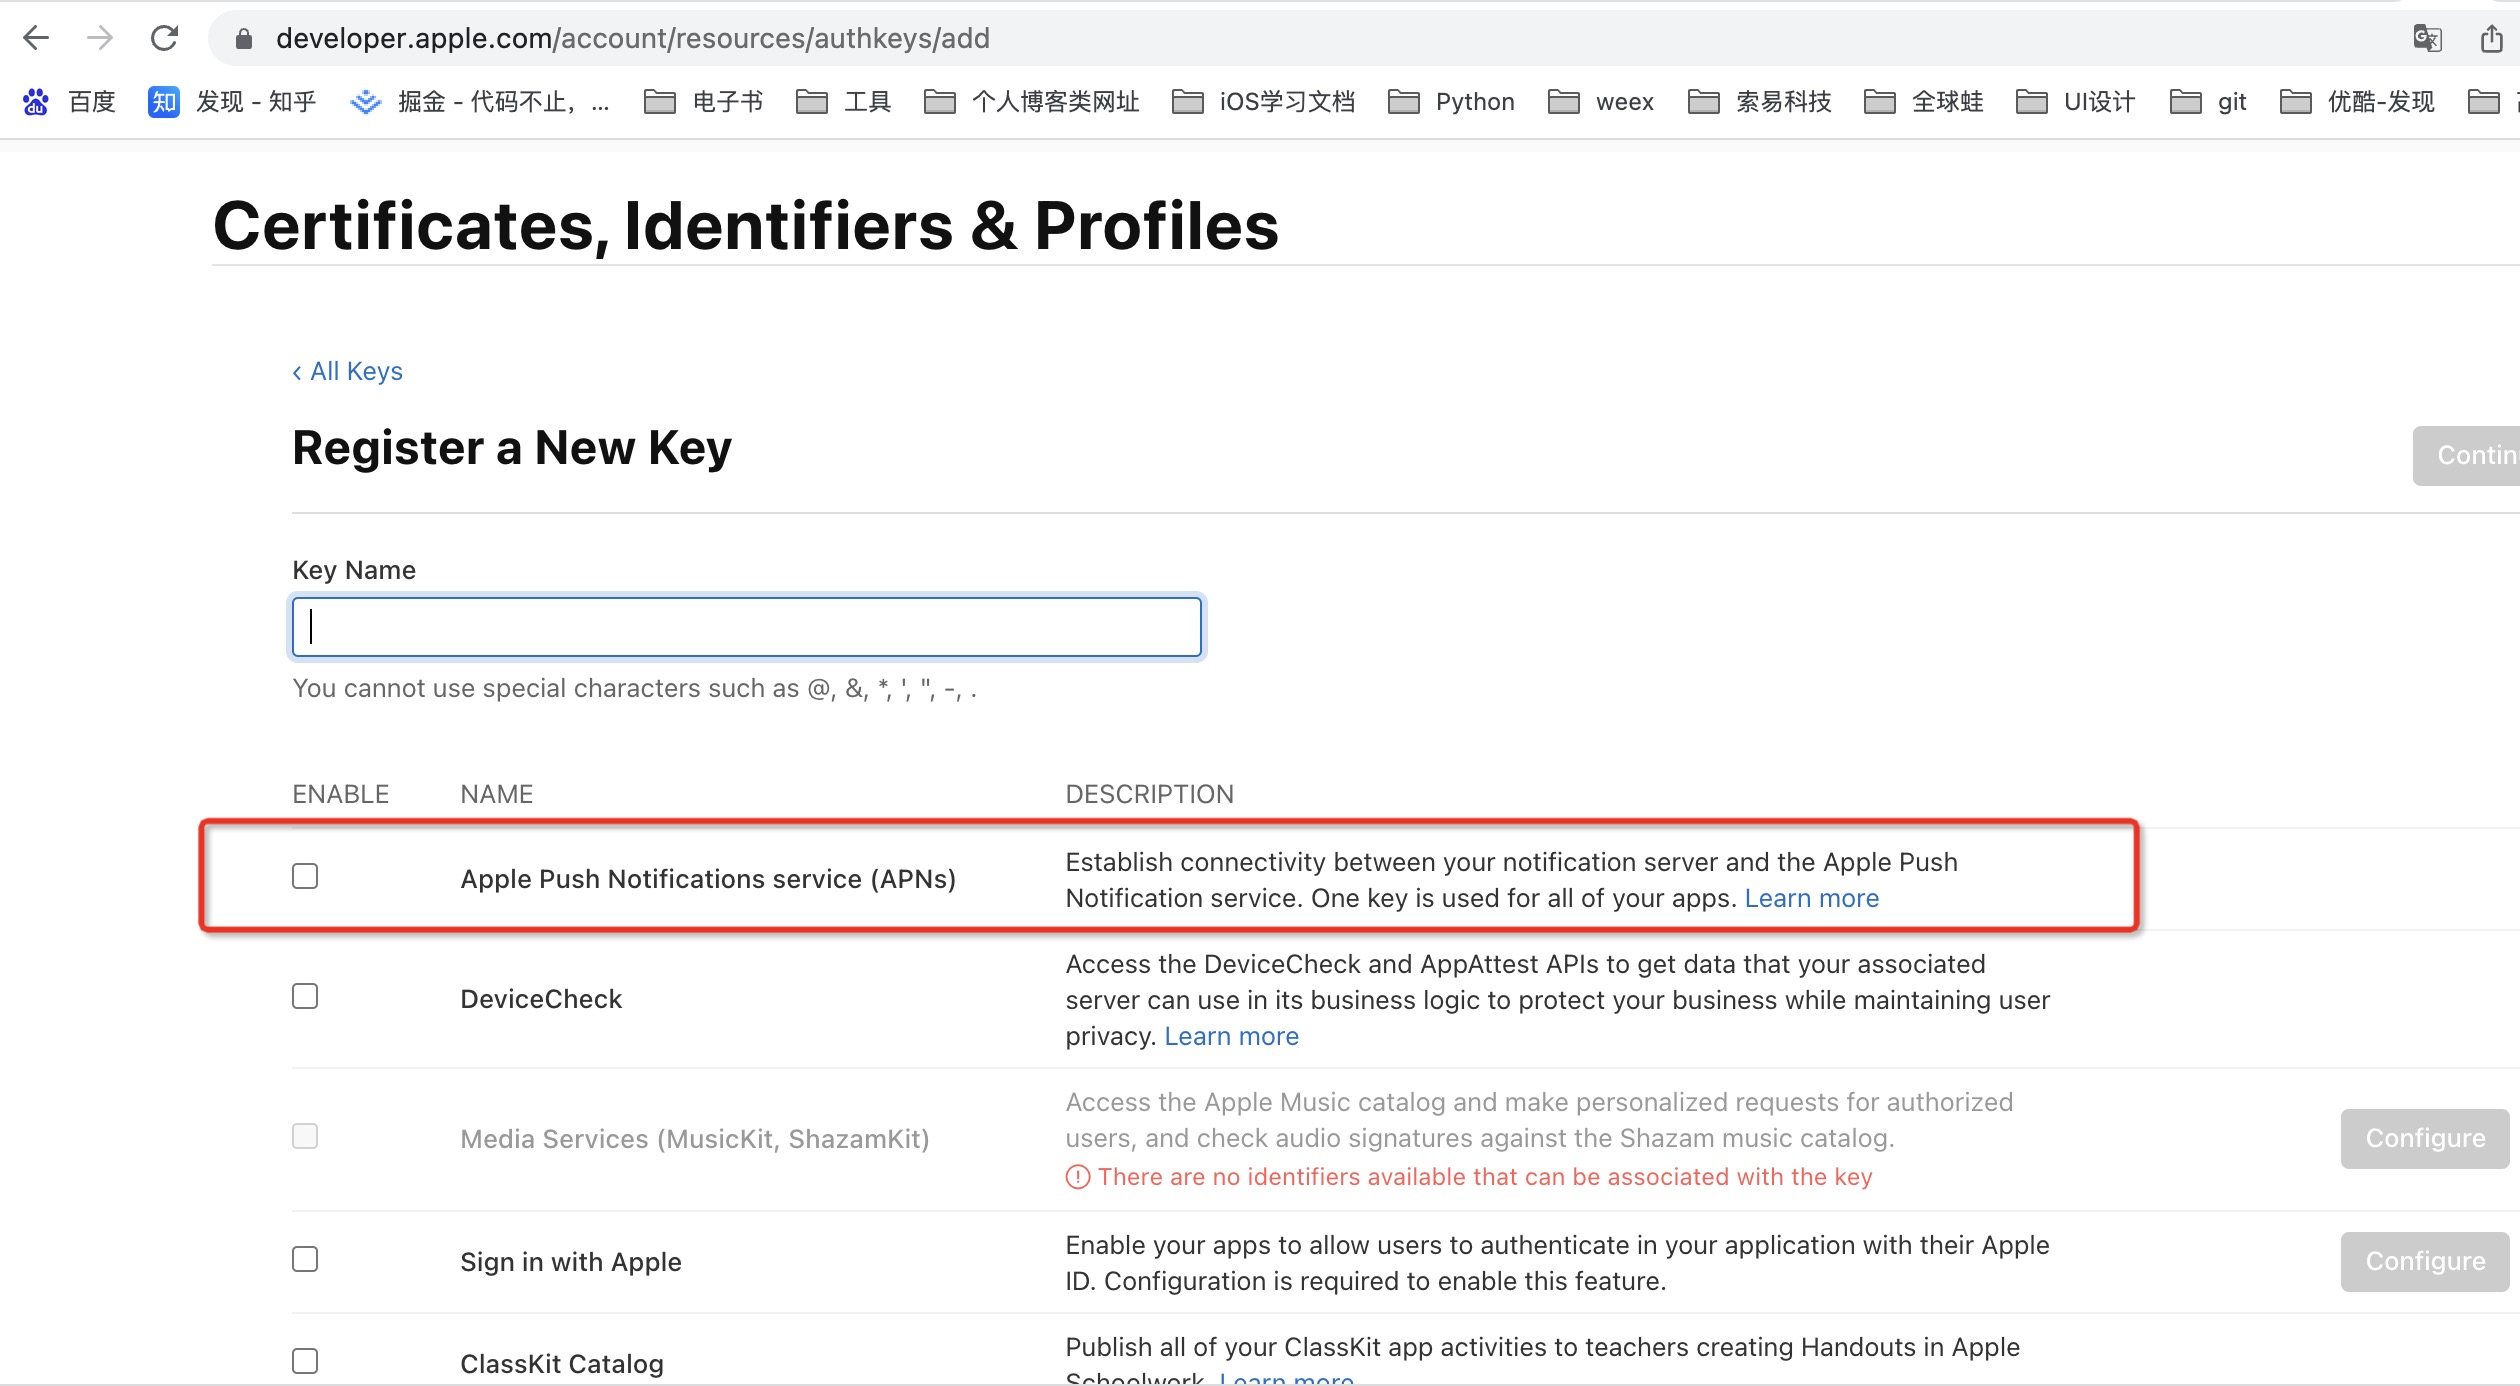 developer.apple.com/account/resources/authkeys/add
百度 发现 - 知乎 掘金 - 代码不止，... 电子书 工具 个人博客类网址 iOS学习文档 Python weex 索易科技 全球蛙 UI设计 git 优酷-发现
Certificates, Identifiers & Profiles
‹ All Keys
Register a New Key
Contin
Key Name
You cannot use special characters such as @, &, *, ', ", -, .
ENABLE NAME DESCRIPTION
Apple Push Notifications service (APNs)
Establish connectivity between your notification server and the Apple Push
Notification service. One key is used for all of your apps. Learn more
DeviceCheck
Access the DeviceCheck and AppAttest APIs to get data that your associated
server can use in its business logic to protect your business while maintaining user
privacy. Learn more
Media Services (MusicKit, ShazamKit)
Access the Apple Music catalog and make personalized requests for authorized
users, and check audio signatures against the Shazam music catalog.
There are no identifiers available that can be associated with the key
Configure
Sign in with Apple
Enable your apps to allow users to authenticate in your application with their Apple
ID. Configuration is required to enable this feature.
Configure
ClassKit Catalog
Publish all of your ClassKit app activities to teachers creating Handouts in Apple
Schoolwork. Learn more